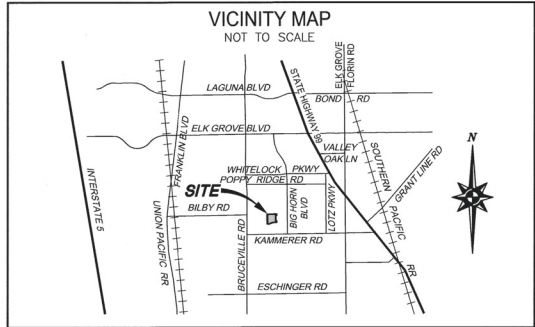 VICINITY MAP
NOT TO SCALE
LAGUNA BLVD
ELK GROVE
FLORIN RD
BOND RD
STATE HIGHWAY 99
ELK GROVE BLVD
FRANKLIN BLVD
VALLEY
OAK LN
WHITELOCK PKWY
POPPY RIDGE RD
SOUTHERN PACIFIC RR
GRANT LINE RD
N
INTERSTATE 5
UNION PACIFIC RR
SITE
BILBY RD
BRUCEVILLE RD
BIG HORN
BLVD
LOTZ PKWY
KAMMERER RD
ESCHINGER RD